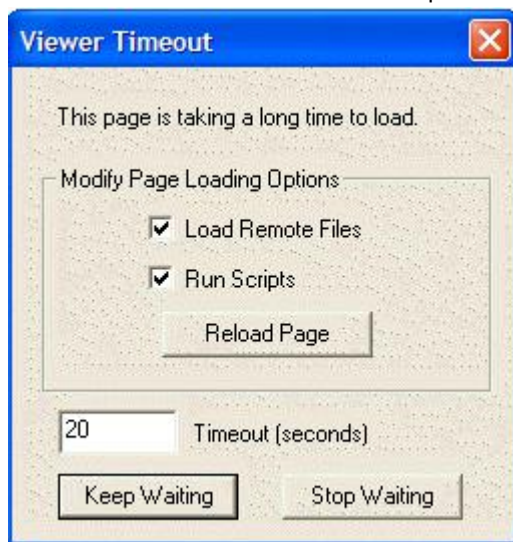 Viewer Timeout
This page is taking a long time to load.
Modify Page Loading Options
Load Remote Files
Run Scripts
Reload Page
20 Timeout (seconds)
Keep Waiting Stop Waiting